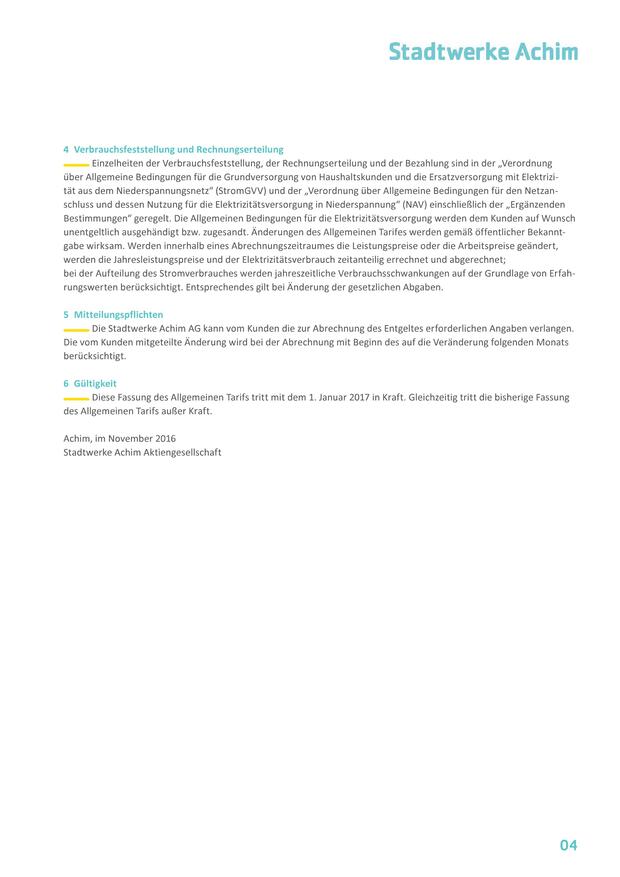 Stadtwerke Achim
4 Verbrauchsfeststellung und Rechnungserteilung
Einzelheiten der Verbrauchsfeststellung, der Rechnungserteilung und der Bezahlung sind in der „Verordnung
über Allgemeine Bedingungen für die Grundversorgung von Haushaltskunden und die Ersatzversorgung mit Elektrizi-
tät aus dem Niederspannungsnetz“ (StromGVV) und der „Verordnung über Allgemeine Bedingungen für den Netzan-
schluss und dessen Nutzung für die Elektrizitätsversorgung in Niederspannung“ (NAV) einschließlich der „Ergänzenden
Bestimmungen“ geregelt. Die Allgemeinen Bedingungen für die Elektrizitätsversorgung werden dem Kunden auf Wunsch
unentgeltlich ausgehändigt bzw. zugesandt. Änderungen des Allgemeinen Tarifes werden gemäß öffentlicher Bekannt-
gabe wirksam. Werden innerhalb eines Abrechnungszeitraumes die Leistungspreise oder die Arbeitspreise geändert,
werden die Jahresleistungspreise und der Elektrizitätsverbrauch zeitanteilig errechnet und abgerechnet;
bei der Aufteilung des Stromverbrauches werden jahreszeitliche Verbrauchsschwankungen auf der Grundlage von Erfah-
rungswerten berücksichtigt. Entsprechendes gilt bei Änderung der gesetzlichen Abgaben.
5 Mitteilungspflichten
Die Stadtwerke Achim AG kann vom Kunden die zur Abrechnung des Entgeltes erforderlichen Angaben verlangen.
Die vom Kunden mitgeteilte Änderung wird bei der Abrechnung mit Beginn des auf die Veränderung folgenden Monats
berücksichtigt.
6 Gültigkeit
Diese Fassung des Allgemeinen Tarifs tritt mit dem 1. Januar 2017 in Kraft. Gleichzeitig tritt die bisherige Fassung
des Allgemeinen Tarifs außer Kraft.
Achim, im November 2016
Stadtwerke Achim Aktiengesellschaft
04